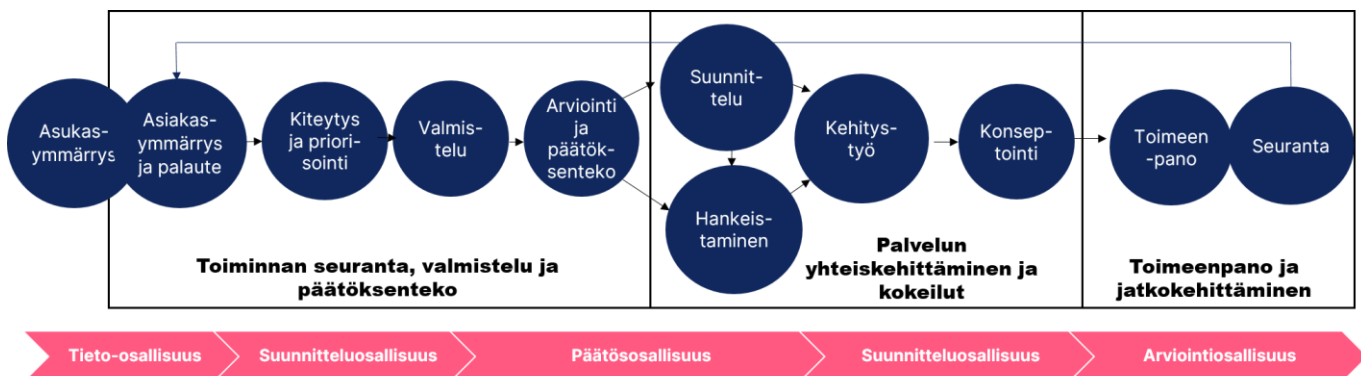 Asukas-
ymmärrys
Asiakas-
ymmärrys
ja palaute
Kiteytys
ja priori-
sointi
Valmis-
telu
Arviointi
ja
päätök-
senteko
Suunnit-
telu
Hankeis-
taminen
Kehitys-
työ
Konsep-
tointi
Toimeen
-pano
Seuranta
Toiminnan seuranta, valmistelu ja
päätöksenteko
Palvelun
yhteiskehittäminen ja
kokeilut
Toimeenpano ja
jatkokehittäminen
Tieto-osallisuus
Suunnitteluosallisuus
Päätösosallisuus
Suunnitteluosallisuus
Arviointiosallisuus